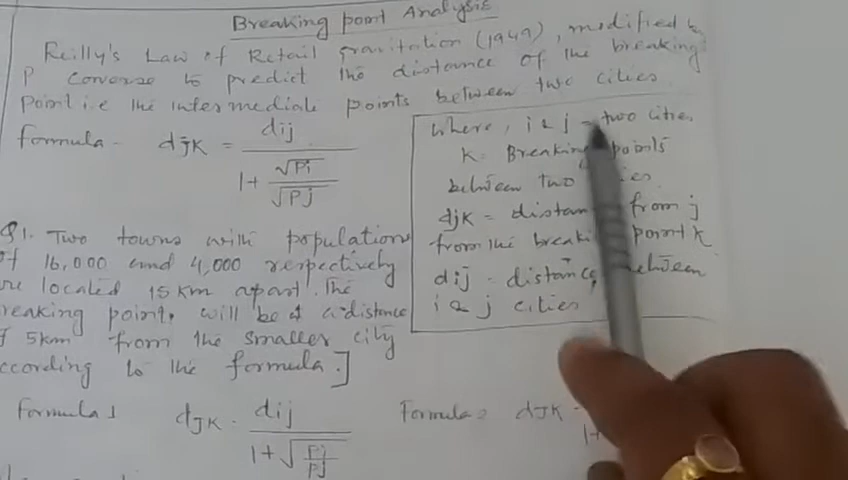 Breaking point Analysis
Reilly's Law of Retail gravitation (1949), modified by
P Converse to predict the distance of the breaking
Point i.e the intermediate points between two cities
formula - djK = dij / 1 + √Pi / √Pj
where, i & j - two cities
K - Breaking points
between two
djK = from j
from the point K
dij - distance between
i & j cities
Q1. Two towns with population
of 16,000 and 4,000 respectively
are located 15 km apart. The
breaking point, will be at a distance
of 5km from the smaller city
according to the formula.]
Formula 1 dJK - dij / 1 + √Pi/Pj
Formula 2 dJK - 1+